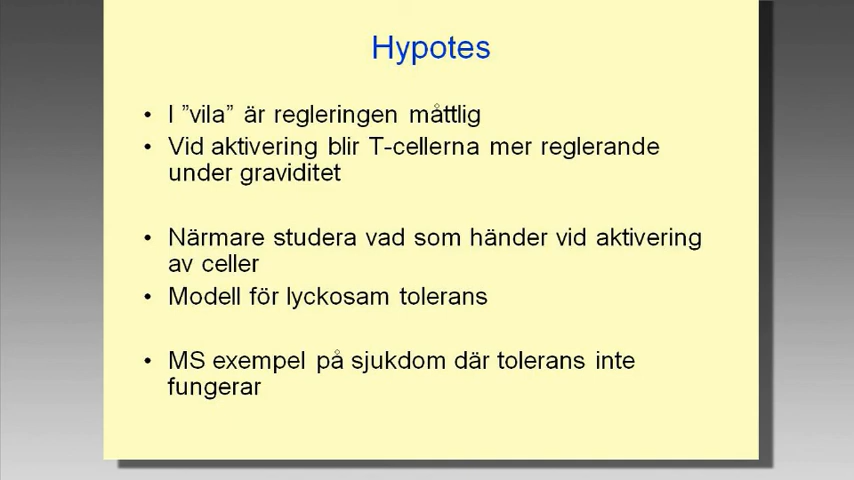 Hypotes
• I ”vila” är regleringen måttlig
• Vid aktivering blir T-cellerna mer reglerande
under graviditet
• Närmare studera vad som händer vid aktivering
av celler
• Modell för lyckosam tolerans
• MS exempel på sjukdom där tolerans inte
fungerar